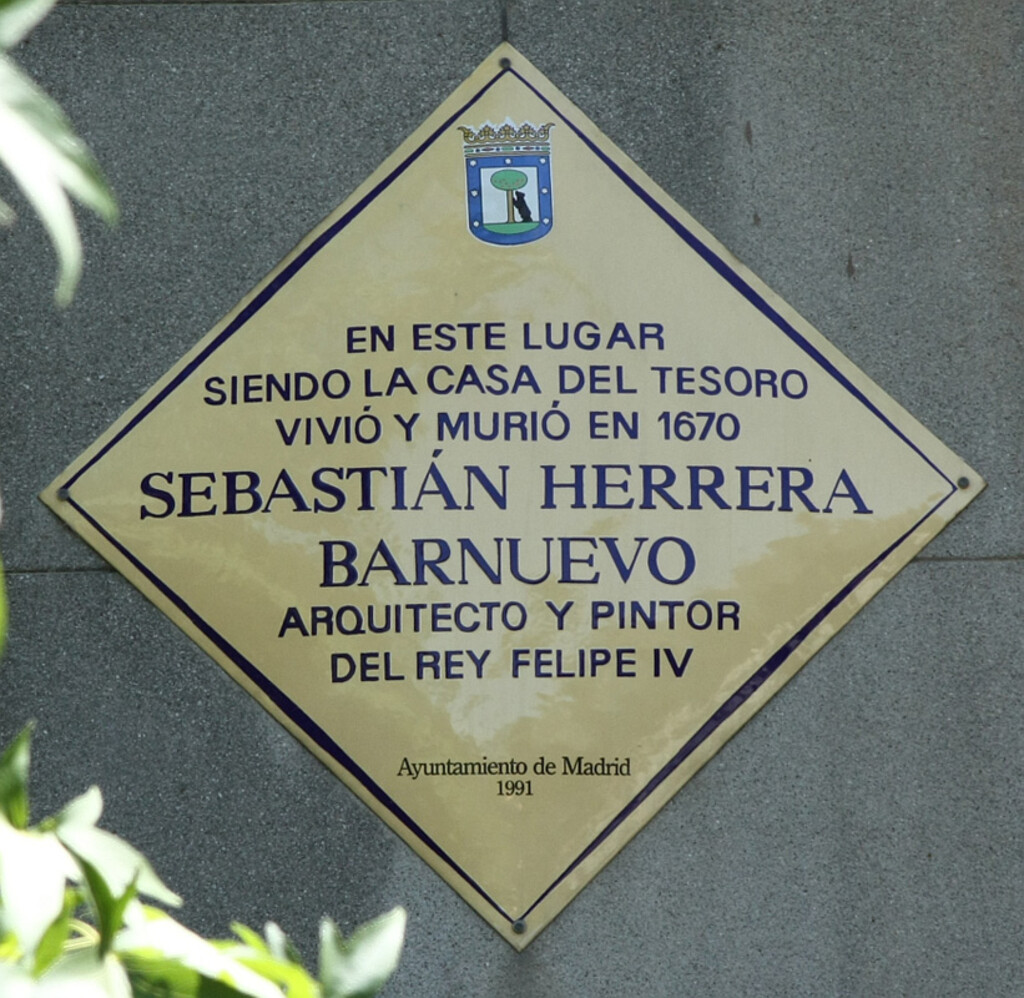 EN ESTE LUGAR
SIENDO LA CASA DEL TESORO
VIVIÓ Y MURIÓ EN 1670
SEBASTIÁN HERRERA
BARNUEVO
ARQUITECTO Y PINTOR
DEL REY FELIPE IV
Ayuntamiento de Madrid
1991